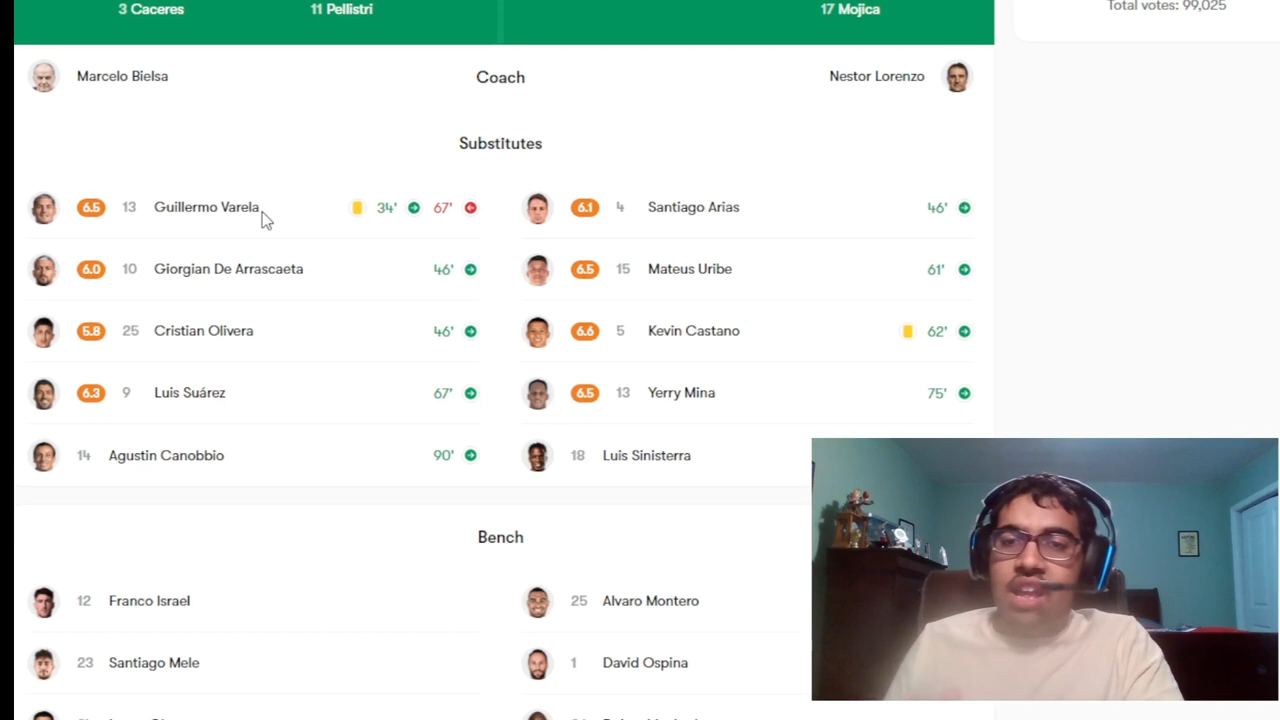 3 Caceres 11 Pellistri 17 Mojica
Total votes: 99,025
Marcelo Bielsa Coach Nestor Lorenzo
Substitutes
6.5 13 Guillermo Varela 34' 67' 6.1 4 Santiago Arias 46'
6.0 10 Giorgian De Arrascaeta 46' 6.5 15 Mateus Uribe 61'
5.8 25 Cristian Olivera 46' 6.6 5 Kevin Castano 62'
6.3 9 Luis Suárez 67' 6.5 13 Yerry Mina 75'
14 Agustin Canobbio 90' 18 Luis Sinisterra
Bench
12 Franco Israel 25 Alvaro Montero
23 Santiago Mele 1 David Ospina